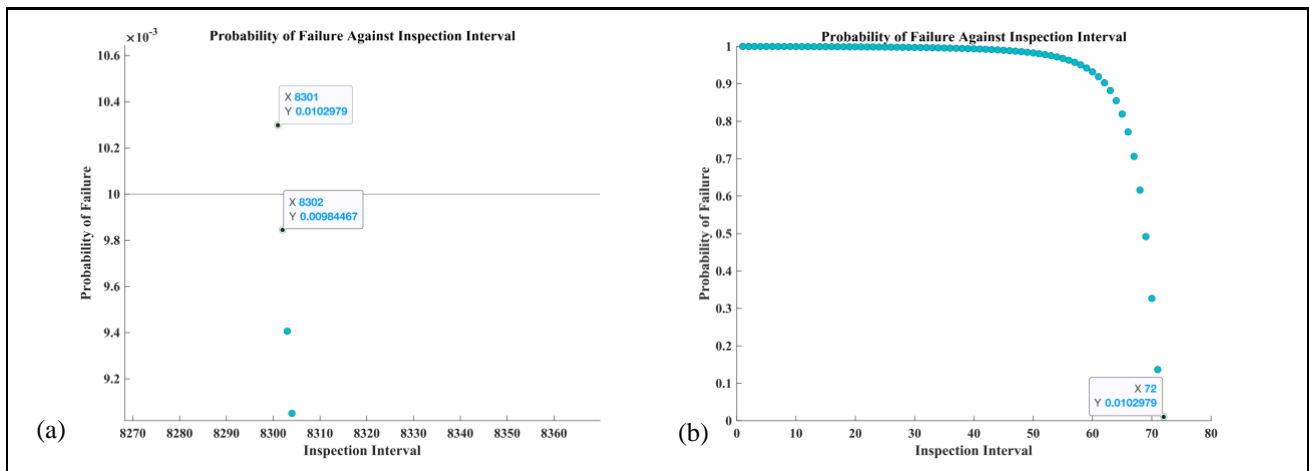 ×10⁻³
Probability of Failure Against Inspection Interval
10.6
10.4
10.2
10
9.8
9.6
9.4
9.2
Probability of Failure
X 8301
Y 0.0102979
X 8302
Y 0.00984467
8270 8280 8290 8300 8310 8320 8330 8340 8350 8360
Inspection Interval
(a)
Probability of Failure Against Inspection Interval
1
0.9
0.8
0.7
0.6
0.5
0.4
0.3
0.2
0.1
0
Probability of Failure
X 72
Y 0.0102979
0 10 20 30 40 50 60 70 80
Inspection Interval
(b)